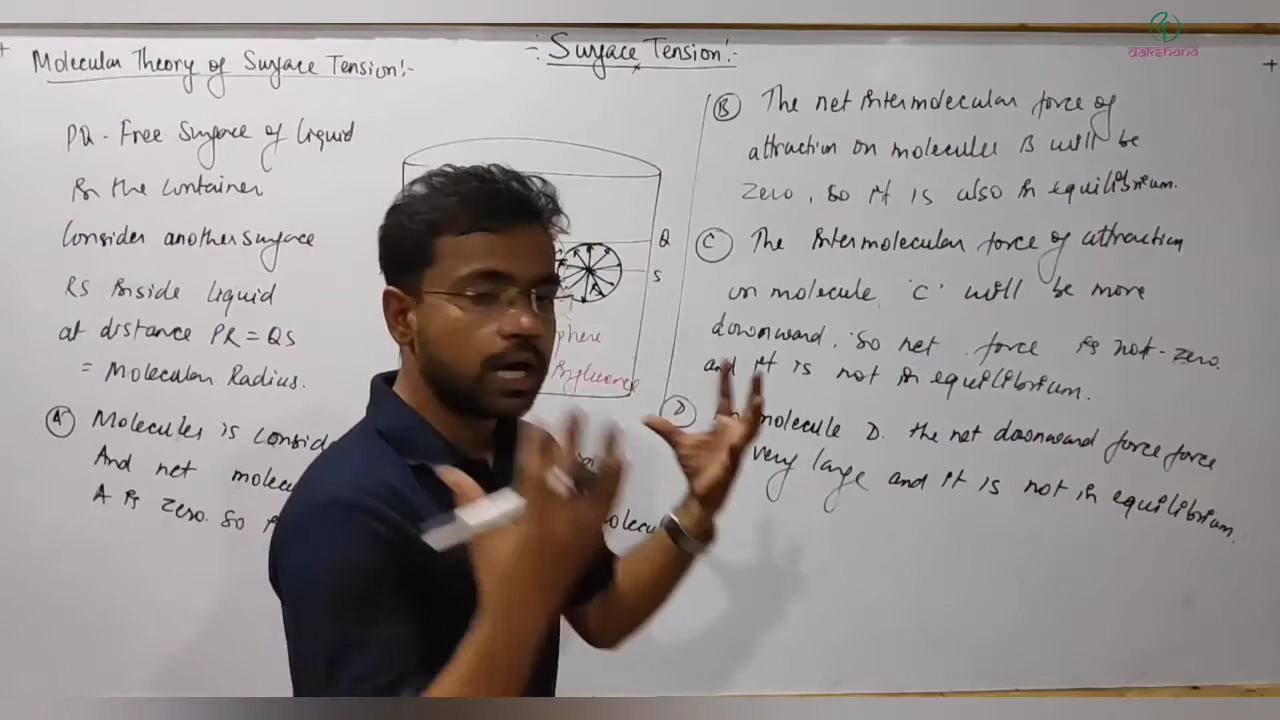 dakshana
-: Surface Tension :-
Molecular Theory of Surface Tension:-
PQ - Free Surface of liquid
in the container
Consider another surface
RS inside liquid
at distance PR = QS
= Molecular Radius.
(A) Molecules is
And net
A is zero. So
Q
S
(B) The net intermolecular force of
attraction on molecules B will be
zero, so it is also in equilibrium.
(C) The intermolecular force of attraction
on molecule 'C' will be more
downward. So net force is not-zero.
and it is not in equilibrium.
(D) molecule D. the net downward force force
very large and it is not in equilibrium.